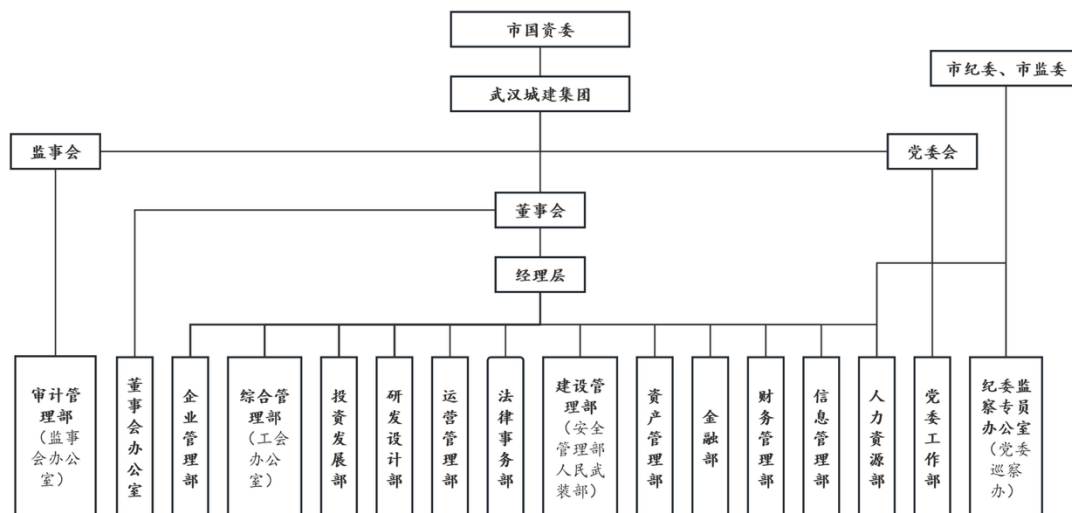 市国资委
市纪委、市监委
武汉城建集团
监事会
党委会
董事会
经理层
审计管
理部
（监事
会办公
室）
董事会办公室
企业管理部
综合管
理部
（工会
办公
室）
投资发展部
研发设计部
运营管理部
法律事务部
建设管
理部
（安全
管理部
人民武
装部）
资产管理部
金融部
财务管理部
信息管理部
人力资源部
党委工作部
纪委监
察专员
办公室
（党委
巡察
办）